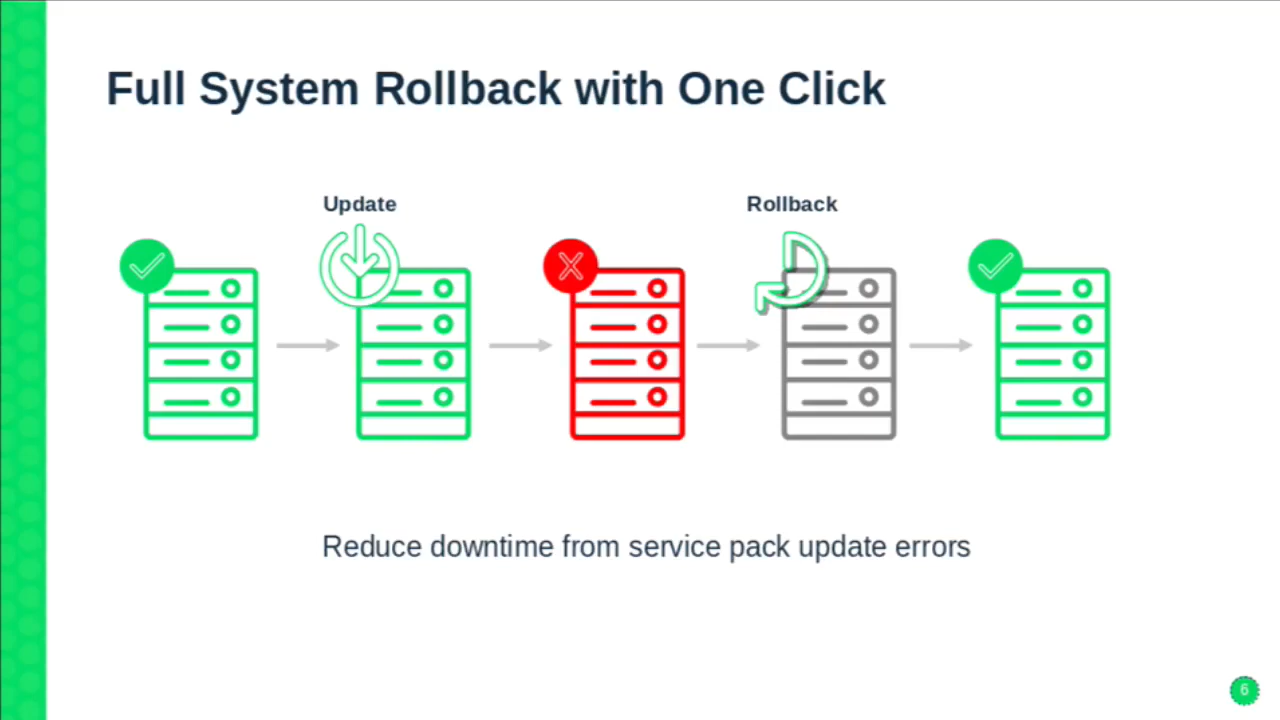 Full System Rollback with One Click
Update
Rollback
Reduce downtime from service pack update errors
6